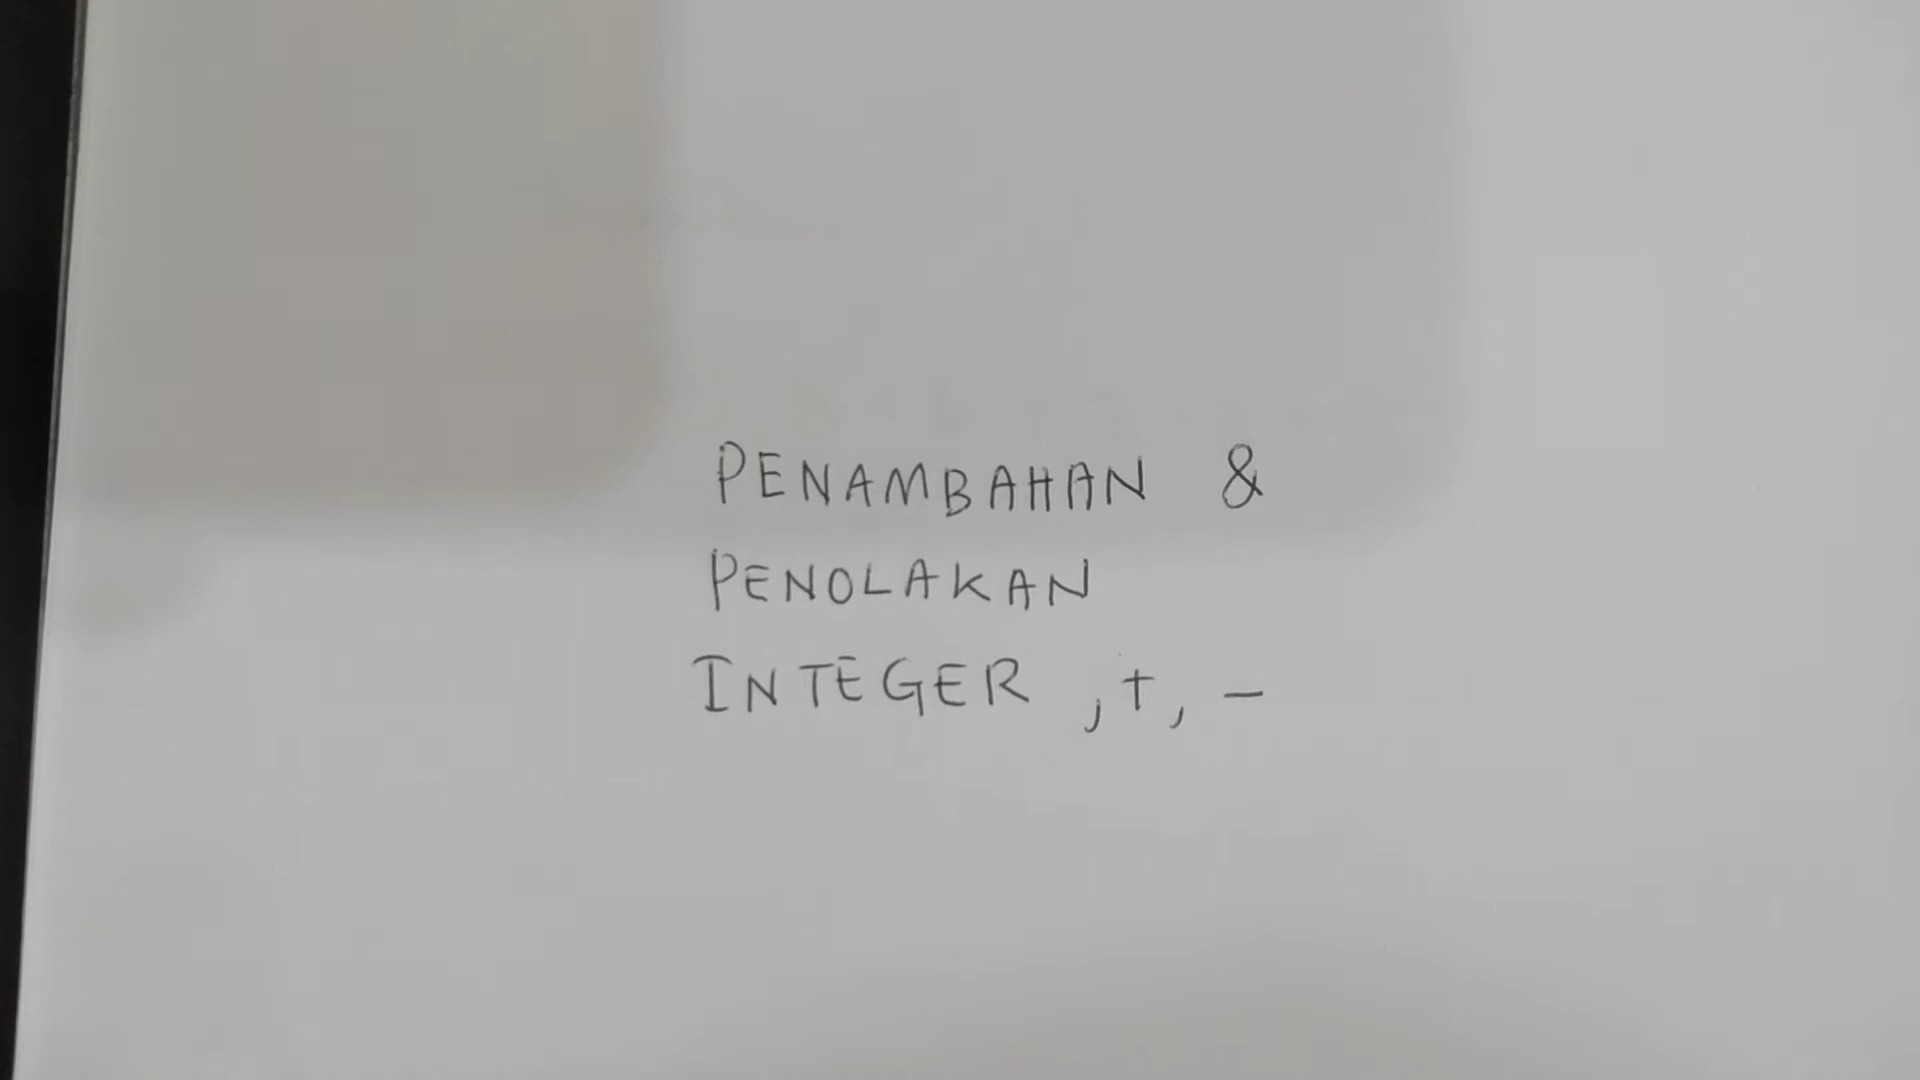 PENAMBAHAN &
PENOLAKAN
INTEGER , +, -